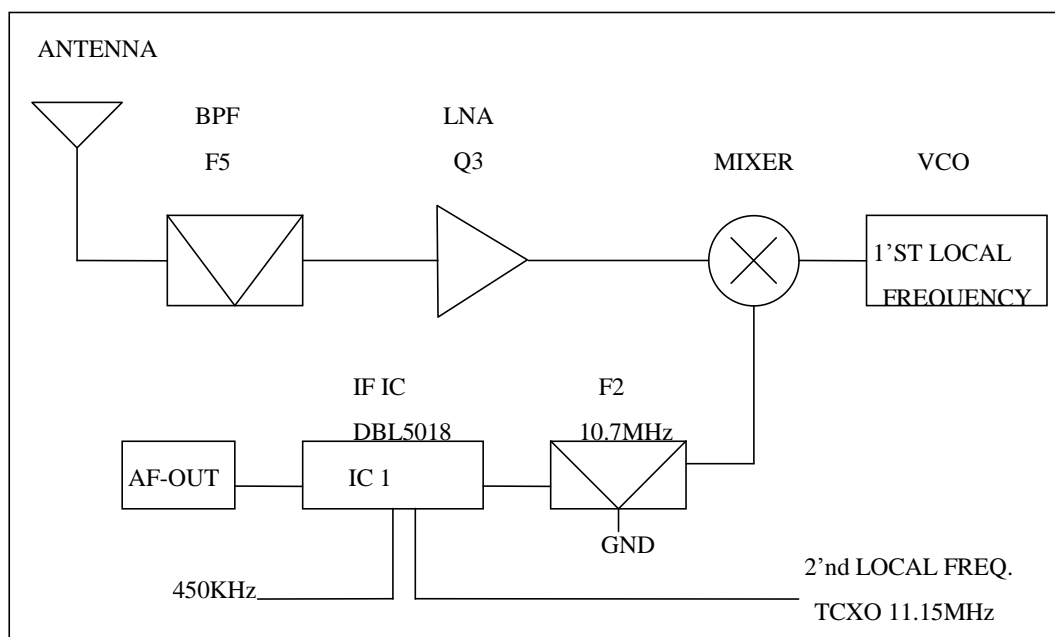 ANTENNA
BPF
F5
LNA
Q3
MIXER
VCO
1'ST LOCAL
FREQUENCY
IF IC
DBL5018
IC 1
F2
10.7MHz
AF-OUT
GND
450KHz
2'nd LOCAL FREQ.
TCXO 11.15MHz